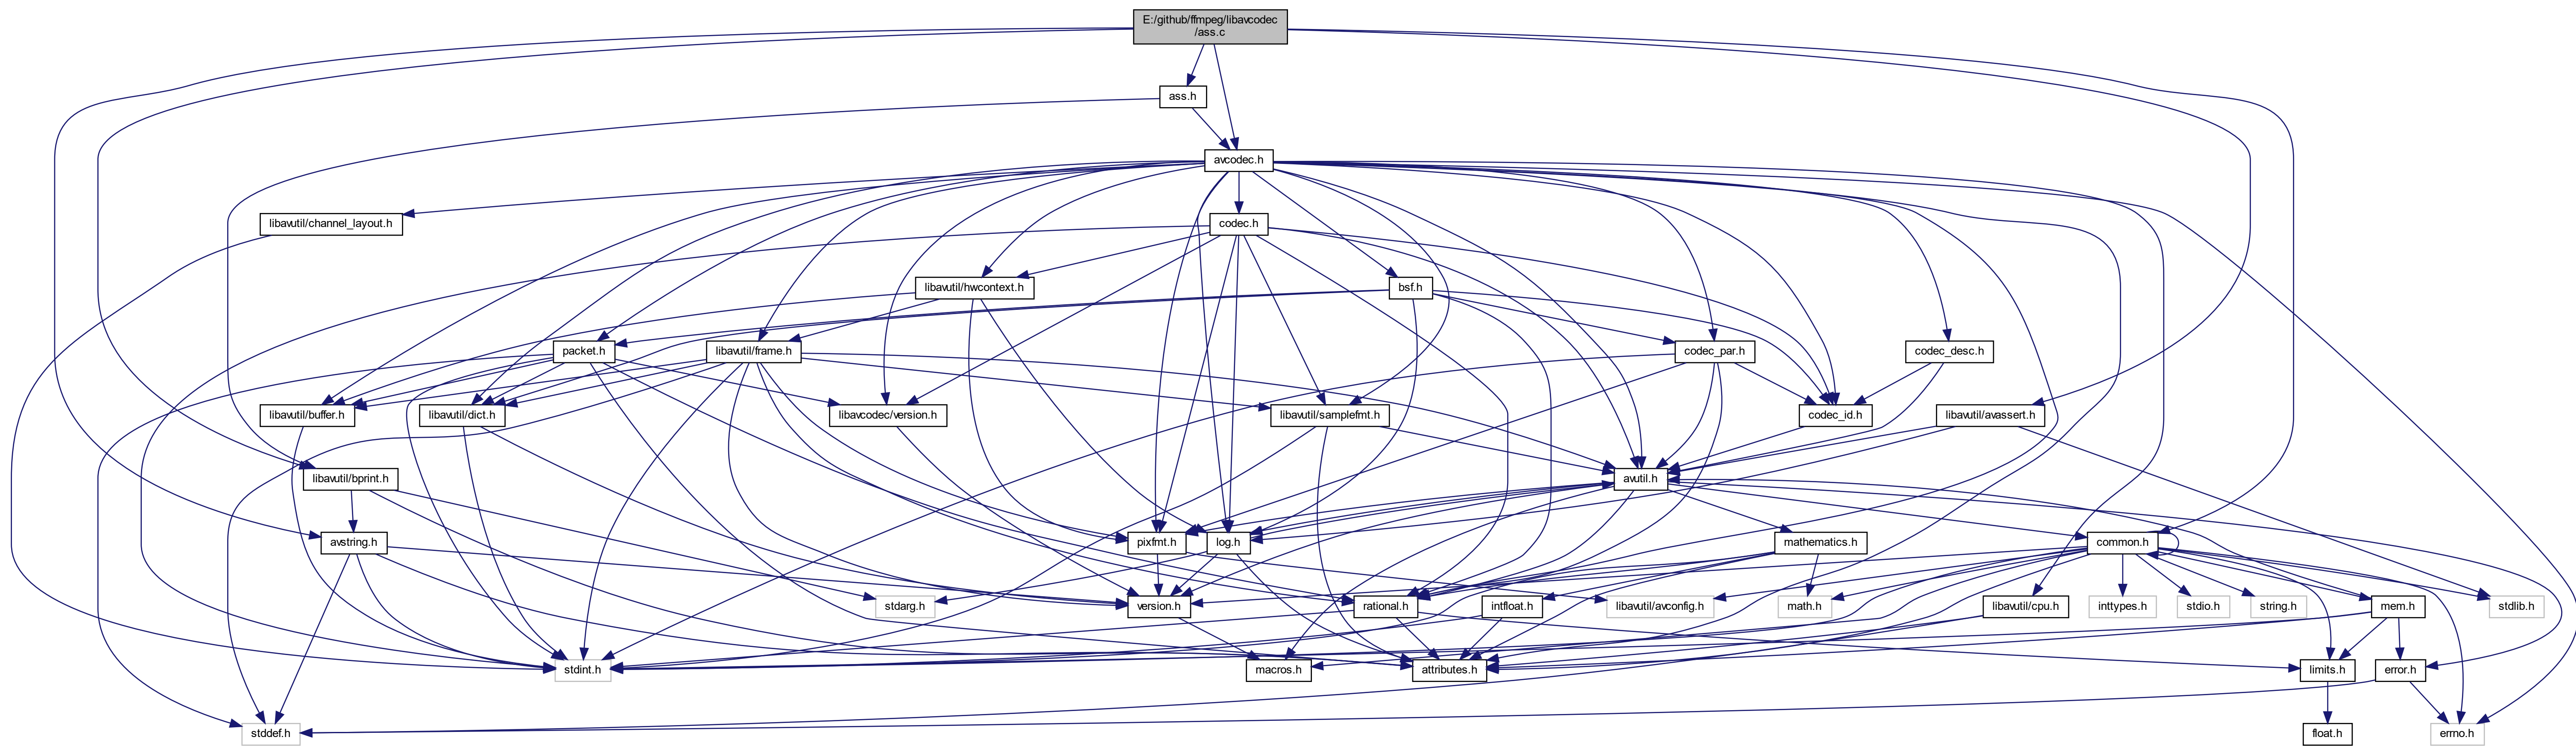 E:/github/ffmpeg/libavcodec
/ass.c
ass.h
avcodec.h
libavutil/channel_layout.h
codec.h
libavutil/hwcontext.h
bsf.h
packet.h
libavutil/frame.h
codec_par.h
codec_desc.h
libavutil/buffer.h
libavutil/dict.h
libavcodec/version.h
libavutil/samplefmt.h
codec_id.h
libavutil/avassert.h
libavutil/bprint.h
avutil.h
avstring.h
pixfmt.h
log.h
mathematics.h
common.h
stdarg.h
version.h
rational.h
intfloat.h
libavutil/avconfig.h
math.h
libavutil/cpu.h
inttypes.h
stdio.h
string.h
mem.h
stdlib.h
stdint.h
macros.h
attributes.h
limits.h
error.h
stddef.h
float.h
errno.h